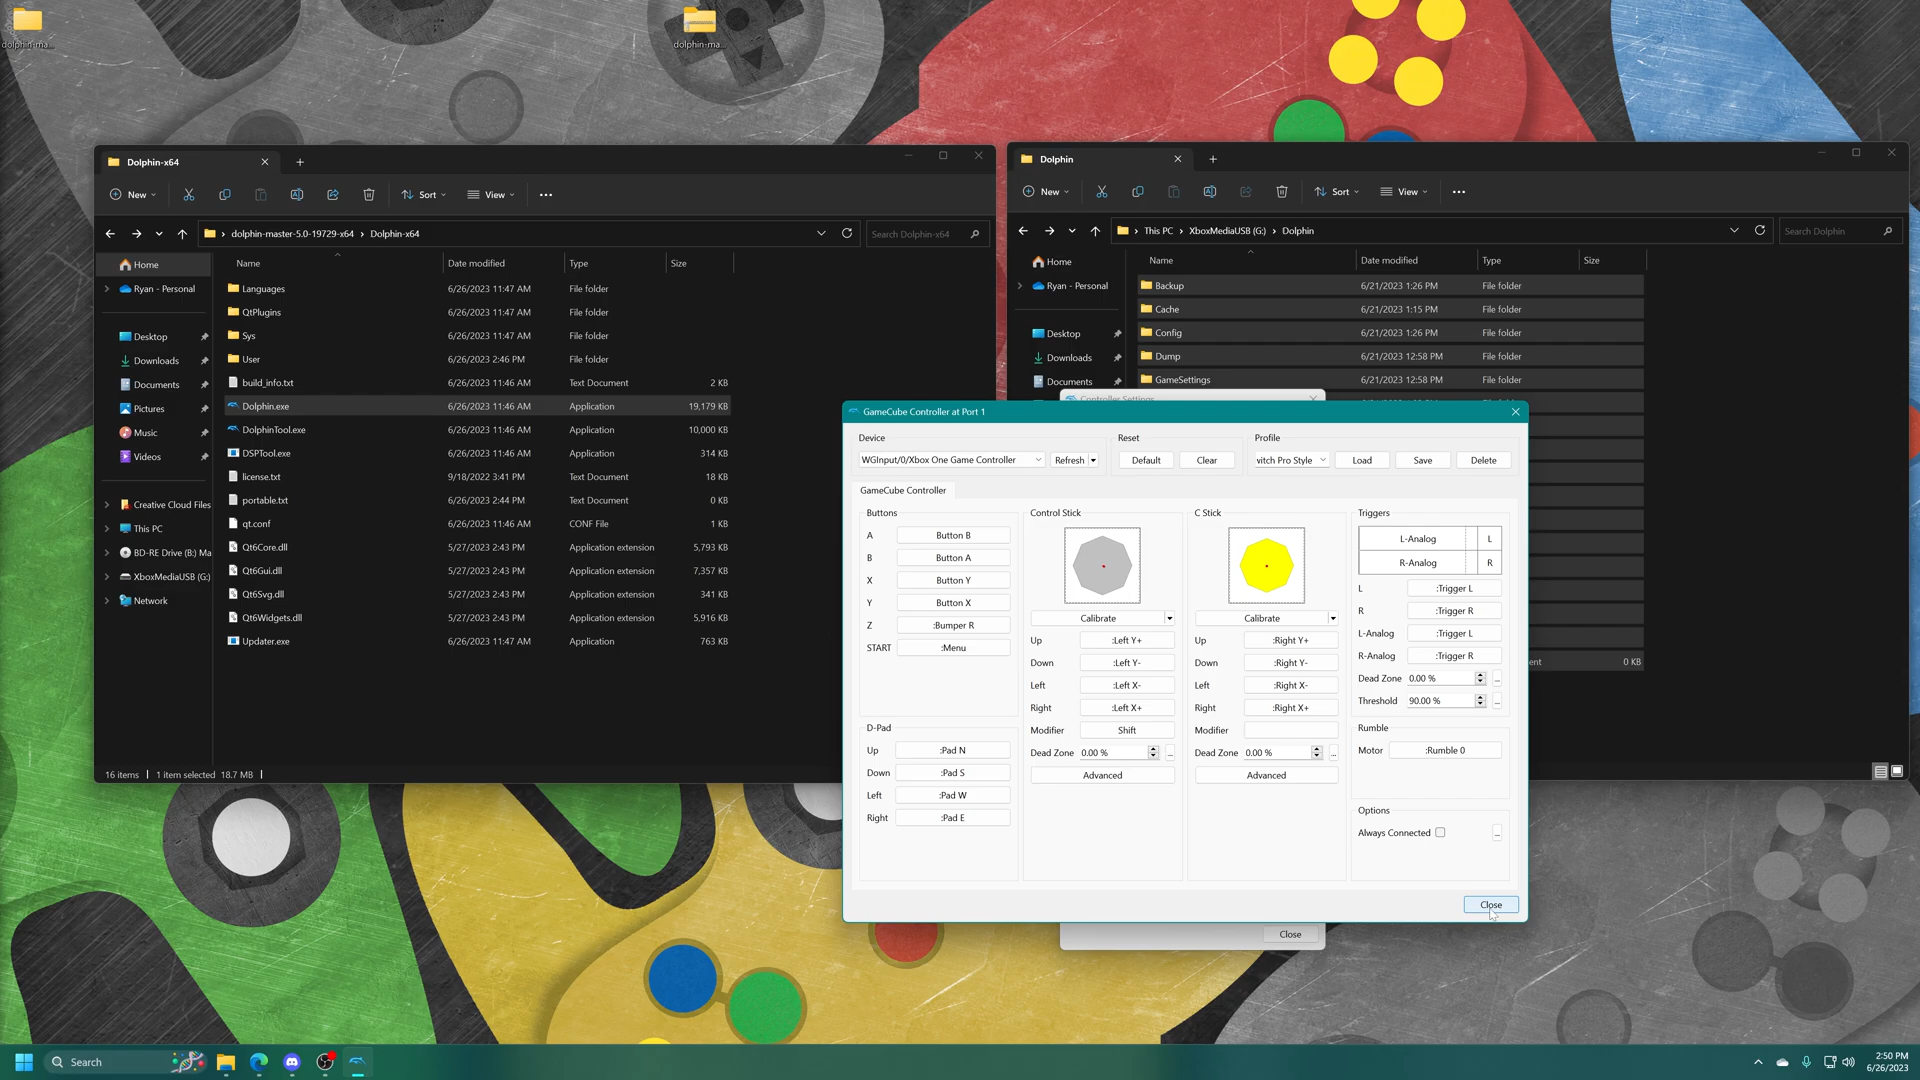 dolphin-ma...
dolphin-ma...
Dolphin-x64
New
Sort
View
dolphin-master-5.0-19729-x64 > Dolphin-x64
Search Dolphin-x64
Name
Date modified
Type
Size
Home
Ryan - Personal
Desktop
Downloads
Documents
Pictures
Music
Videos
Creative Cloud Files
This PC
BD-RE Drive (B:) Ma
XboxMediaUSB (G:)
Network
Languages 6/26/2023 11:47 AM File folder
QtPlugins 6/26/2023 11:47 AM File folder
Sys 6/26/2023 11:47 AM File folder
User 6/26/2023 2:46 PM File folder
build_info.txt 6/26/2023 11:46 AM Text Document 2 KB
Dolphin.exe 6/26/2023 11:46 AM Application 19,179 KB
DolphinTool.exe 6/26/2023 11:46 AM Application 10,000 KB
DSPTool.exe 6/26/2023 11:46 AM Application 314 KB
license.txt 9/18/2022 3:41 PM Text Document 18 KB
portable.txt 6/26/2023 2:44 PM Text Document 0 KB
qt.conf 6/26/2023 11:46 AM CONF File 1 KB
Qt6Core.dll 5/27/2023 2:43 PM Application extension 5,793 KB
Qt6Gui.dll 5/27/2023 2:43 PM Application extension 7,357 KB
Qt6Svg.dll 5/27/2023 2:43 PM Application extension 341 KB
Qt6Widgets.dll 5/27/2023 2:43 PM Application extension 5,916 KB
Updater.exe 6/26/2023 11:47 AM Application 763 KB
16 items 1 item selected 18.7 MB
Dolphin
New
Sort
View
This PC > XboxMediaUSB (G:) > Dolphin
Search Dolphin
Name
Date modified
Type
Size
Home
Ryan - Personal
Desktop
Downloads
Documents
Backup 6/21/2023 1:26 PM File folder
Cache 6/21/2023 1:15 PM File folder
Config 6/21/2023 1:26 PM File folder
Dump 6/21/2023 12:58 PM File folder
GameSettings 6/21/2023 12:58 PM File folder
ent 0 KB
Controller Settings
GameCube Controller at Port 1
Device
WGInput/0/Xbox One Game Controller
Refresh
Reset
Default
Clear
Profile
vitch Pro Style
Load
Save
Delete
GameCube Controller
Buttons
A Button B
B Button A
X Button Y
Y Button X
Z :Bumper R
START :Menu
D-Pad
Up :Pad N
Down :Pad S
Left :Pad W
Right :Pad E
Control Stick
Calibrate
Up :Left Y+
Down :Left Y-
Left :Left X-
Right :Left X+
Modifier Shift
Dead Zone 0.00 % ...
Advanced
C Stick
Calibrate
Up :Right Y+
Down :Right Y-
Left :Right X-
Right :Right X+
Modifier
Dead Zone 0.00 % ...
Advanced
Triggers
L-Analog L
R-Analog R
L :Trigger L
R :Trigger R
L-Analog :Trigger L
R-Analog :Trigger R
Dead Zone 0.00 % ...
Threshold 90.00 % ...
Rumble
Motor :Rumble 0
Options
Always Connected ...
Close
Close
Search
2:50 PM
6/26/2023